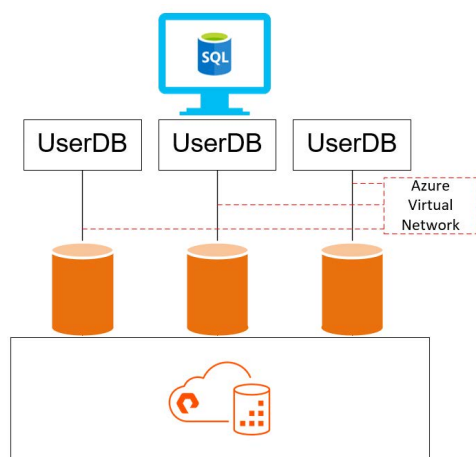 SQL
UserDB
UserDB
UserDB
Azure
Virtual
Network